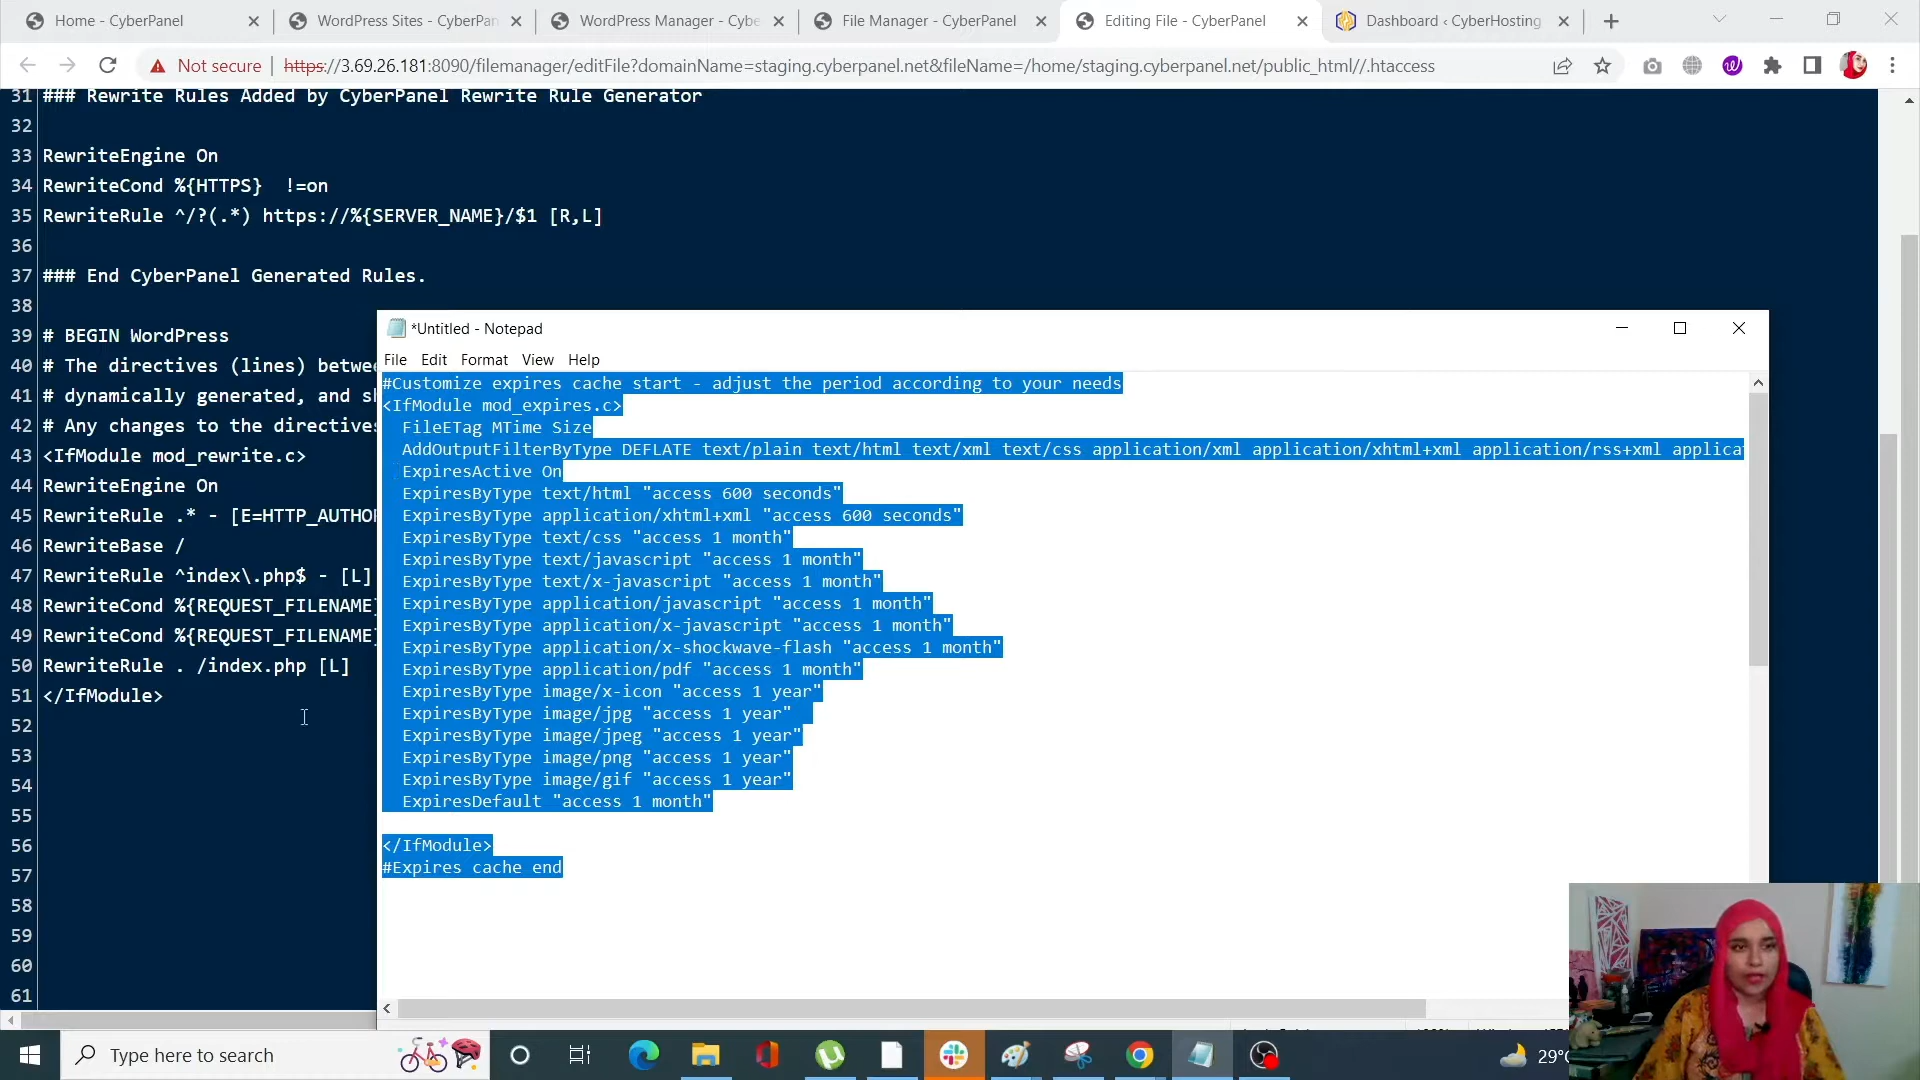 Home - CyberPanel
WordPress Sites - CyberPan
WordPress Manager - Cybe
File Manager - CyberPanel
Editing File - CyberPanel
Dashboard ‹ CyberHosting
Not secure | https://3.69.26.181:8090/filemanager/editFile?domainName=staging.cyberpanel.net&fileName=/home/staging.cyberpanel.net/public_html//.htaccess
31 ### Rewrite Rules Added by CyberPanel Rewrite Rule Generator
32
33 RewriteEngine On
34 RewriteCond %{HTTPS}  !=on
35 RewriteRule ^/?(.*) https://%{SERVER_NAME}/$1 [R,L]
36
37 ### End CyberPanel Generated Rules.
38
39 # BEGIN WordPress
40 # The directives (lines) betwee
41 # dynamically generated, and sh
42 # Any changes to the directives
43 <IfModule mod_rewrite.c>
44 RewriteEngine On
45 RewriteRule .* - [E=HTTP_AUTHOR
46 RewriteBase /
47 RewriteRule ^index\.php$ - [L]
48 RewriteCond %{REQUEST_FILENAME}
49 RewriteCond %{REQUEST_FILENAME}
50 RewriteRule . /index.php [L]
51 </IfModule>
52
53
54
55
56
57
58
59
60
61
*Untitled - Notepad
File Edit Format View Help
#Customize expires cache start - adjust the period according to your needs
<IfModule mod_expires.c>
  FileETag MTime Size
  AddOutputFilterByType DEFLATE text/plain text/html text/xml text/css application/xml application/xhtml+xml application/rss+xml applicat
  ExpiresActive On
  ExpiresByType text/html "access 600 seconds"
  ExpiresByType application/xhtml+xml "access 600 seconds"
  ExpiresByType text/css "access 1 month"
  ExpiresByType text/javascript "access 1 month"
  ExpiresByType text/x-javascript "access 1 month"
  ExpiresByType application/javascript "access 1 month"
  ExpiresByType application/x-javascript "access 1 month"
  ExpiresByType application/x-shockwave-flash "access 1 month"
  ExpiresByType application/pdf "access 1 month"
  ExpiresByType image/x-icon "access 1 year"
  ExpiresByType image/jpg "access 1 year"
  ExpiresByType image/jpeg "access 1 year"
  ExpiresByType image/png "access 1 year"
  ExpiresByType image/gif "access 1 year"
  ExpiresDefault "access 1 month"
</IfModule>
#Expires cache end
Type here to search
29°C